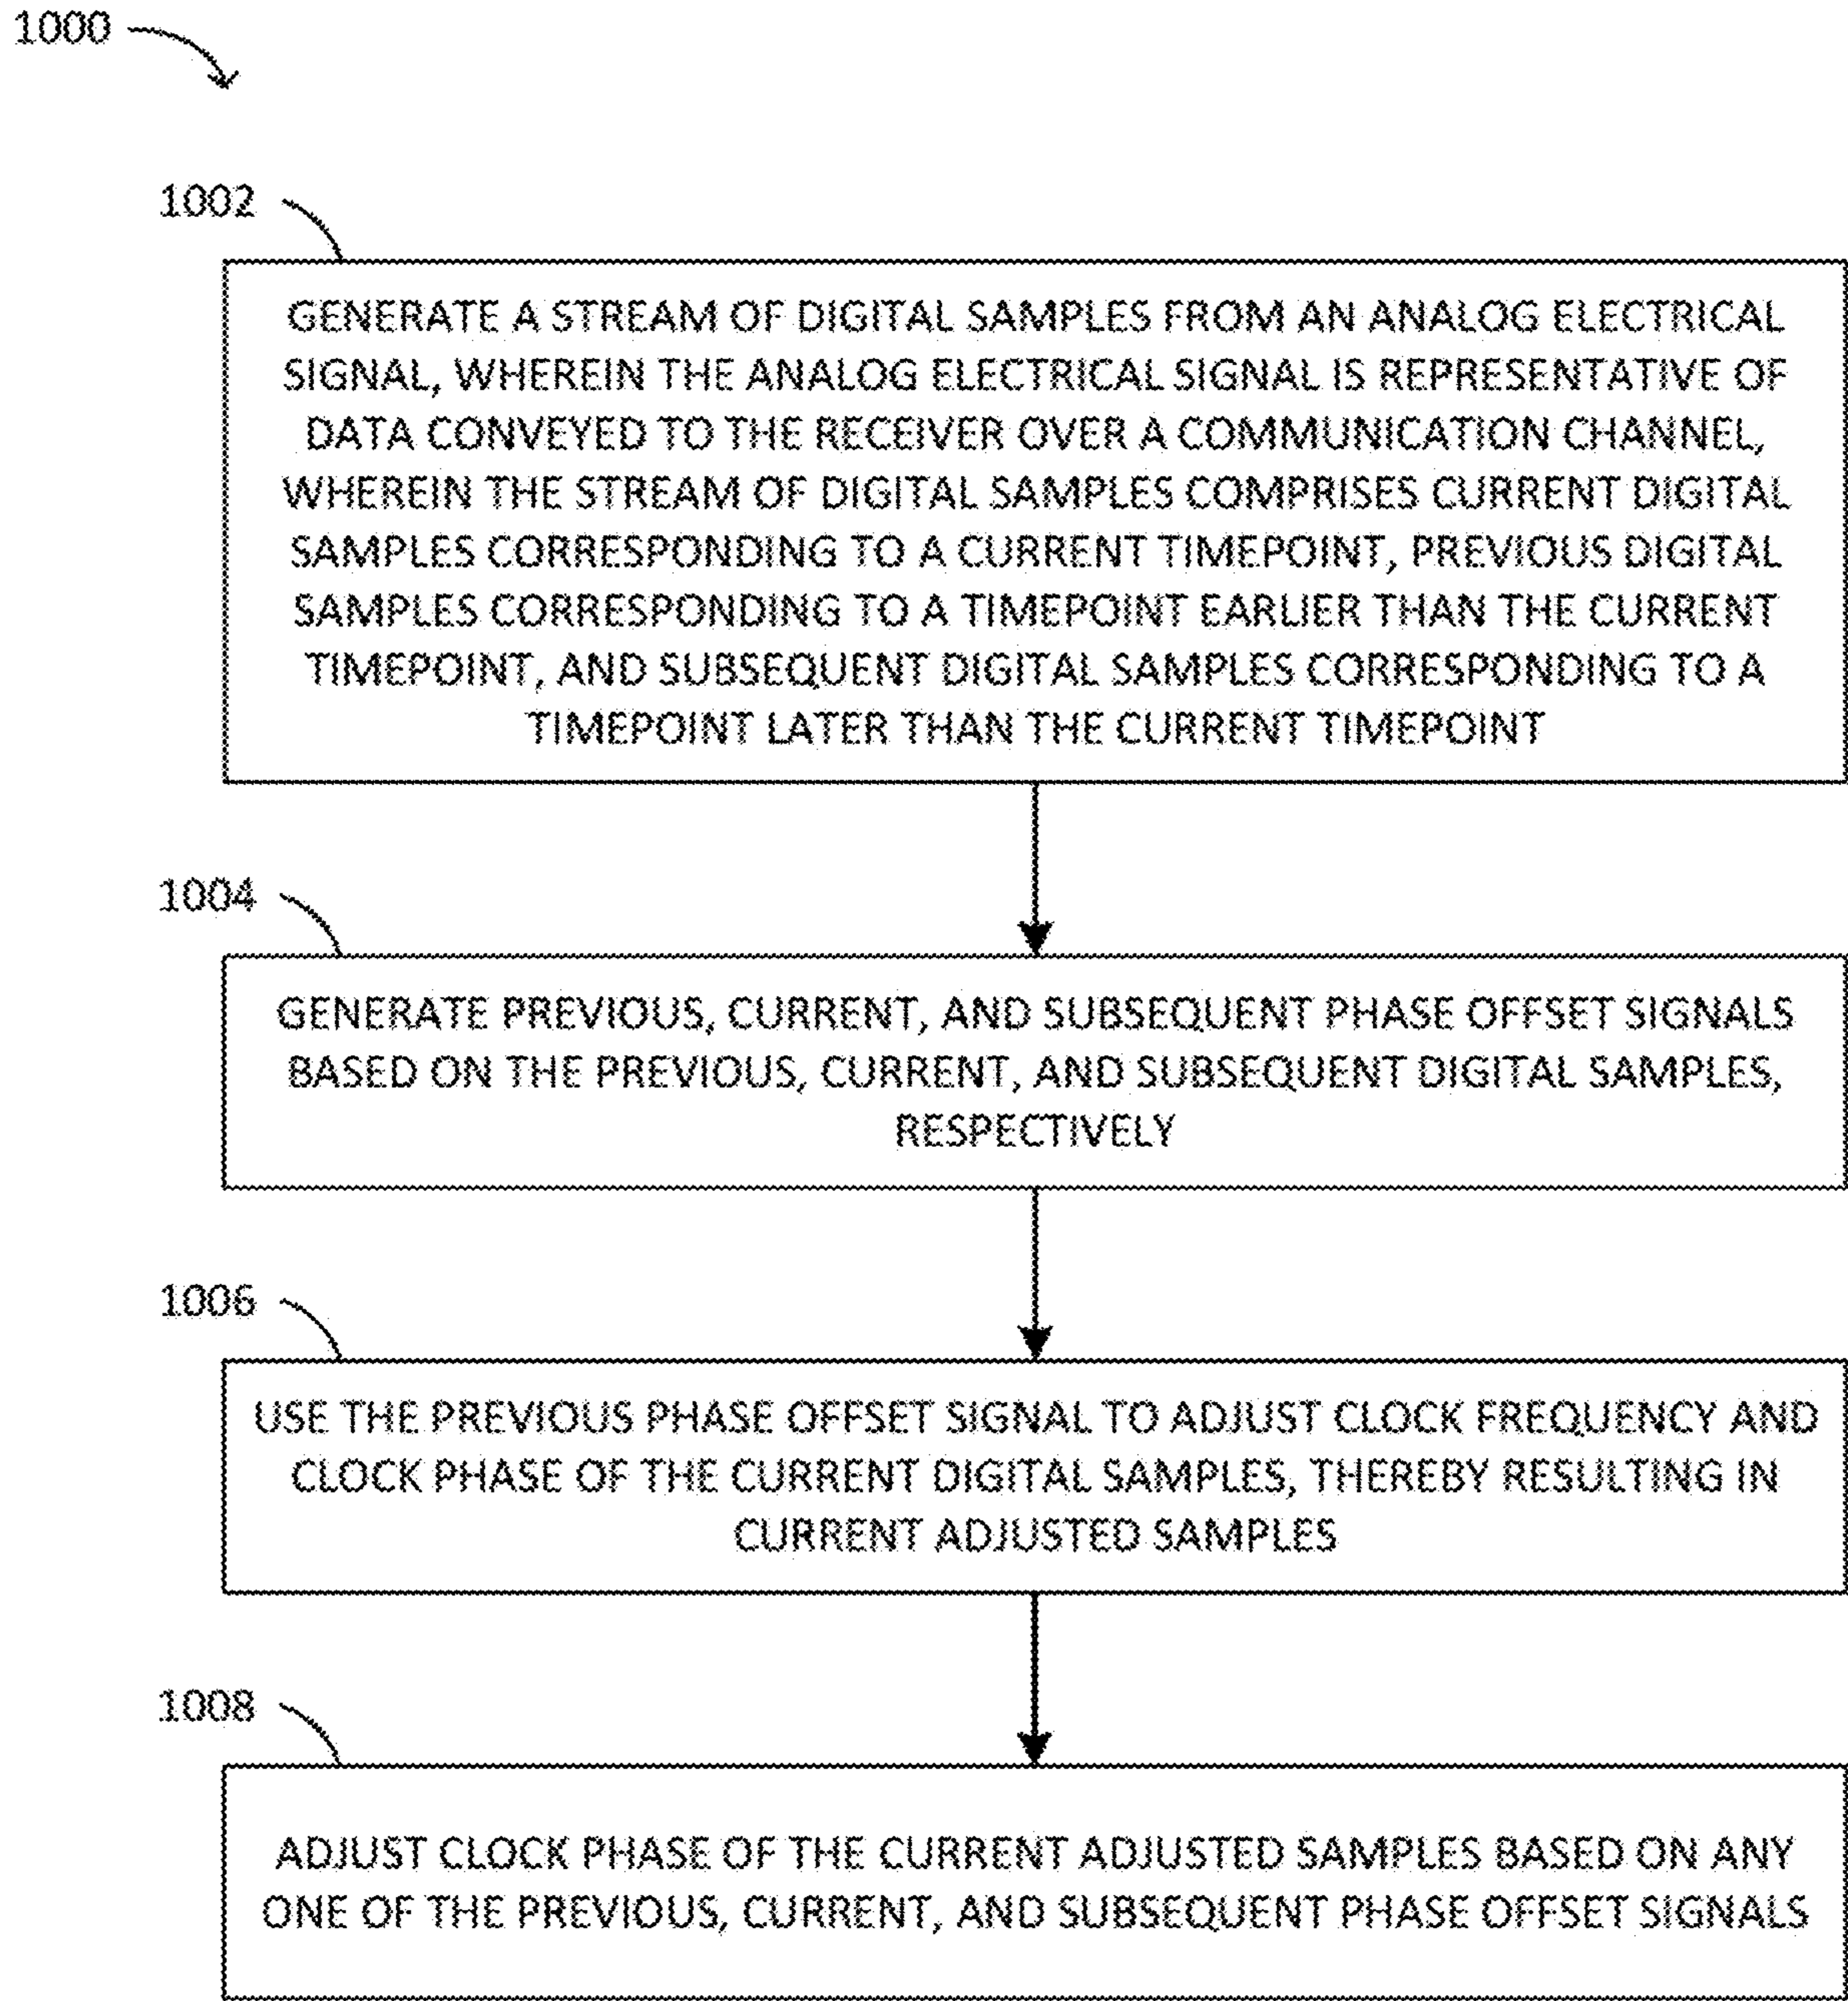 1000
1002
GENERATE A STREAM OF DIGITAL SAMPLES FROM AN ANALOG ELECTRICAL
SIGNAL, WHEREIN THE ANALOG ELECTRICAL SIGNAL IS REPRESENTATIVE OF
DATA CONVEYED TO THE RECEIVER OVER A COMMUNICATION CHANNEL,
WHEREIN THE STREAM OF DIGITAL SAMPLES COMPRISES CURRENT DIGITAL
SAMPLES CORRESPONDING TO A CURRENT TIMEPOINT, PREVIOUS DIGITAL
SAMPLES CORRESPONDING TO A TIMEPOINT EARLIER THAN THE CURRENT
TIMEPOINT, AND SUBSEQUENT DIGITAL SAMPLES CORRESPONDING TO A
TIMEPOINT LATER THAN THE CURRENT TIMEPOINT
1004
GENERATE PREVIOUS, CURRENT, AND SUBSEQUENT PHASE OFFSET SIGNALS
BASED ON THE PREVIOUS, CURRENT, AND SUBSEQUENT DIGITAL SAMPLES,
RESPECTIVELY
1006
USE THE PREVIOUS PHASE OFFSET SIGNAL TO ADJUST CLOCK FREQUENCY AND
CLOCK PHASE OF THE CURRENT DIGITAL SAMPLES, THEREBY RESULTING IN
CURRENT ADJUSTED SAMPLES
1008
ADJUST CLOCK PHASE OF THE CURRENT ADJUSTED SAMPLES BASED ON ANY
ONE OF THE PREVIOUS, CURRENT, AND SUBSEQUENT PHASE OFFSET SIGNALS